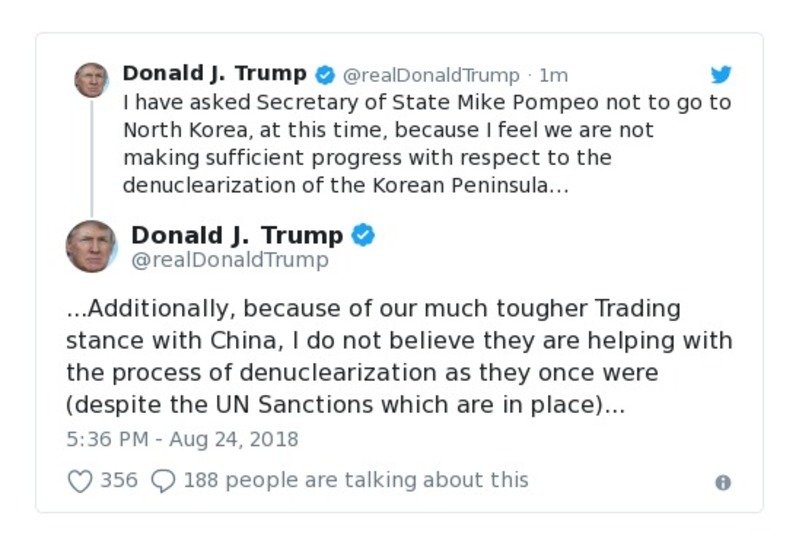 Donald J. Trump @realDonaldTrump · 1m
I have asked Secretary of State Mike Pompeo not to go to
North Korea, at this time, because I feel we are not
making sufficient progress with respect to the
denuclearization of the Korean Peninsula...
Donald J. Trump
@realDonaldTrump
...Additionally, because of our much tougher Trading
stance with China, I do not believe they are helping with
the process of denuclearization as they once were
(despite the UN Sanctions which are in place)...
5:36 PM - Aug 24, 2018
356 188 people are talking about this